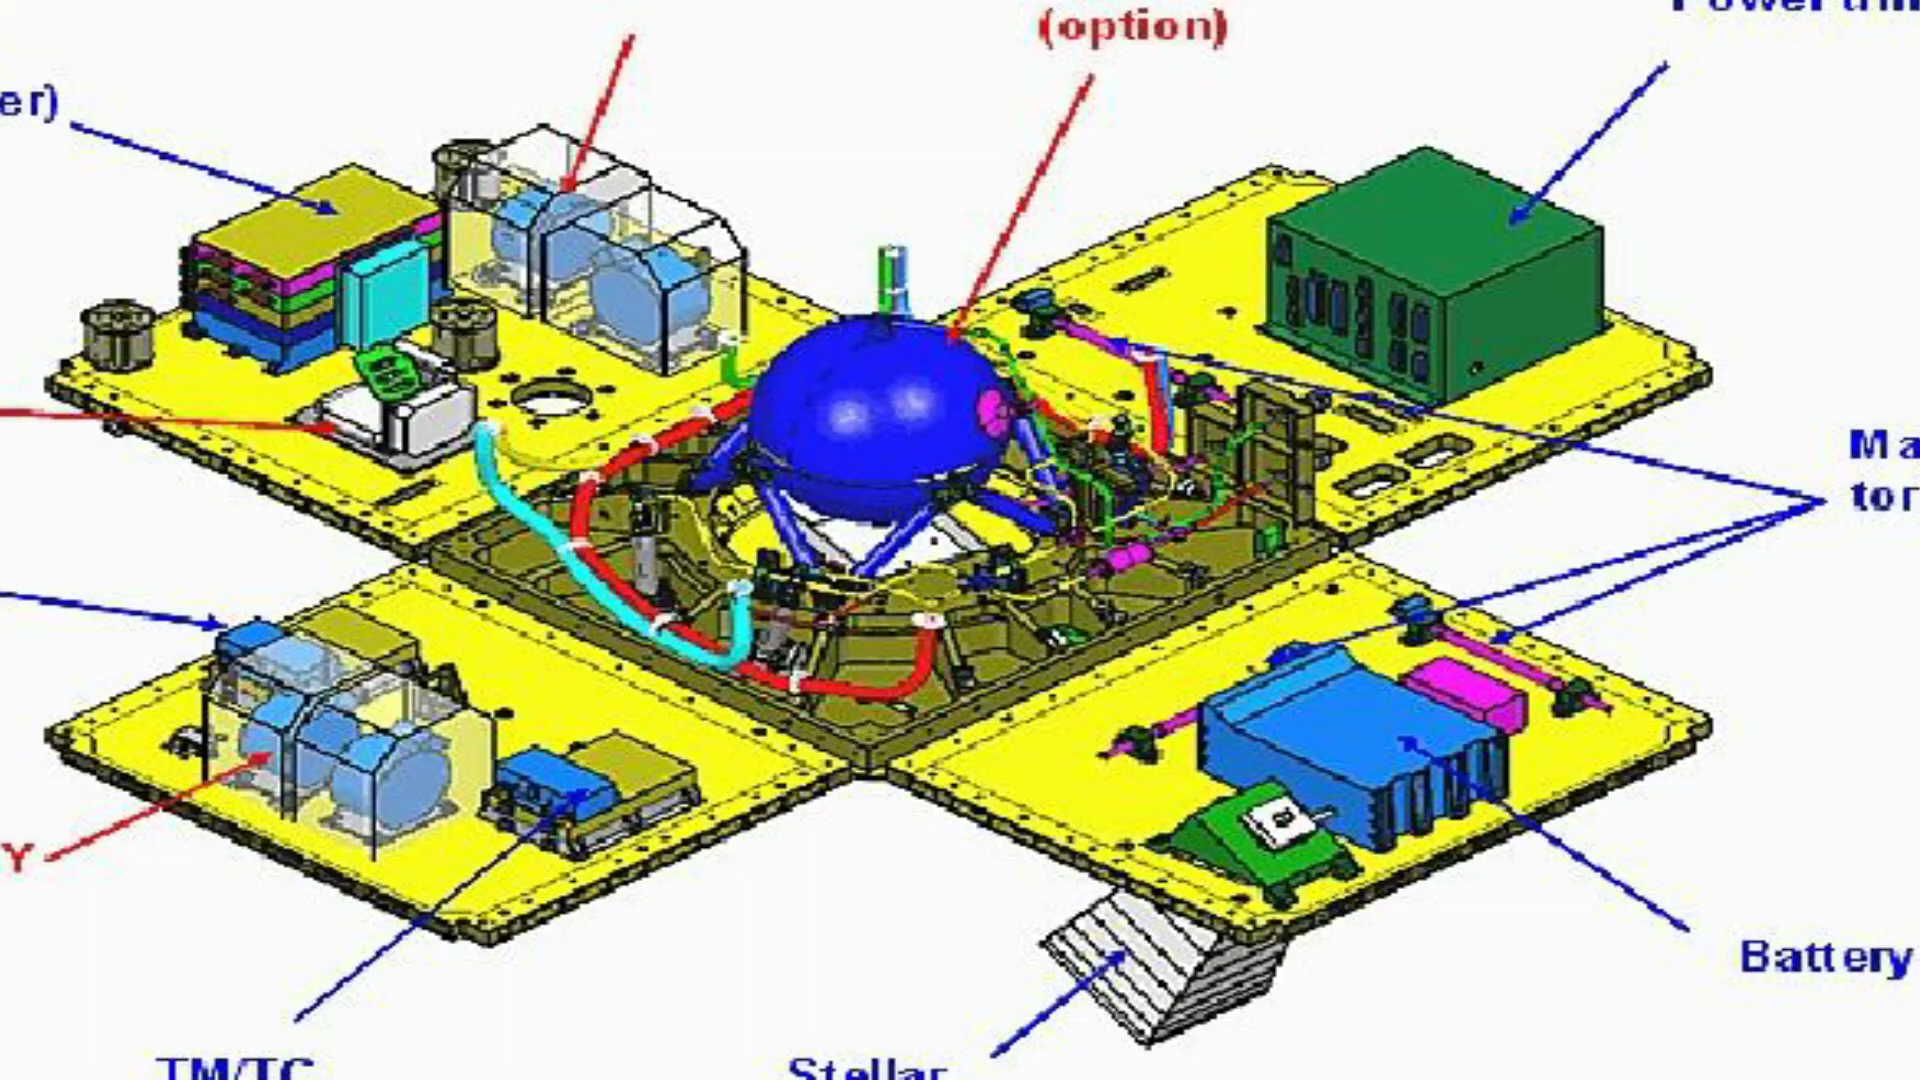 (option)
er)
Ma
tor
Y
Battery
TM/TC
Stellar